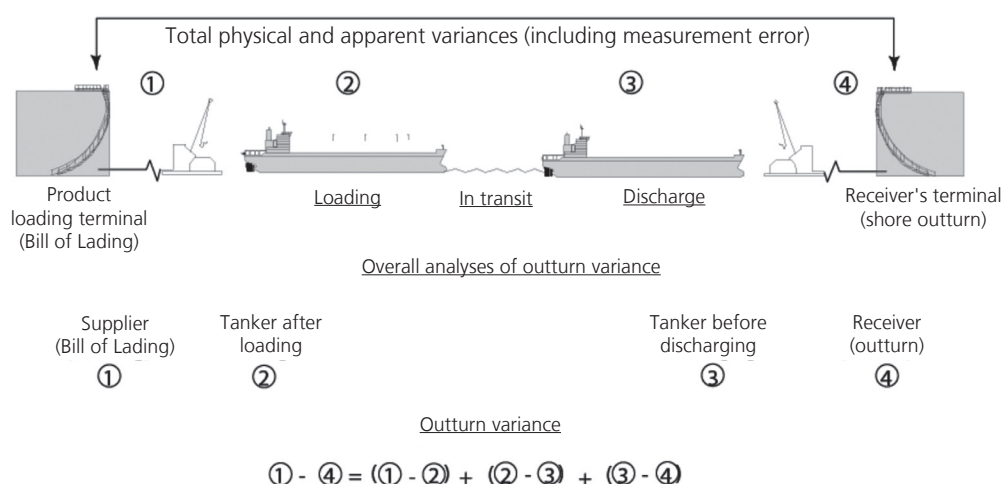 Total physical and apparent variances (including measurement error)
① ② ③ ④
Product
loading terminal
(Bill of Lading)
Loading
In transit
Discharge
Receiver's terminal
(shore outturn)
Overall analyses of outturn variance
Supplier
(Bill of Lading)
①
Tanker after
loading
②
Tanker before
discharging
③
Receiver
(outturn)
④
Outturn variance
① - ④ = (① - ②) + (② - ③) + (③ - ④)